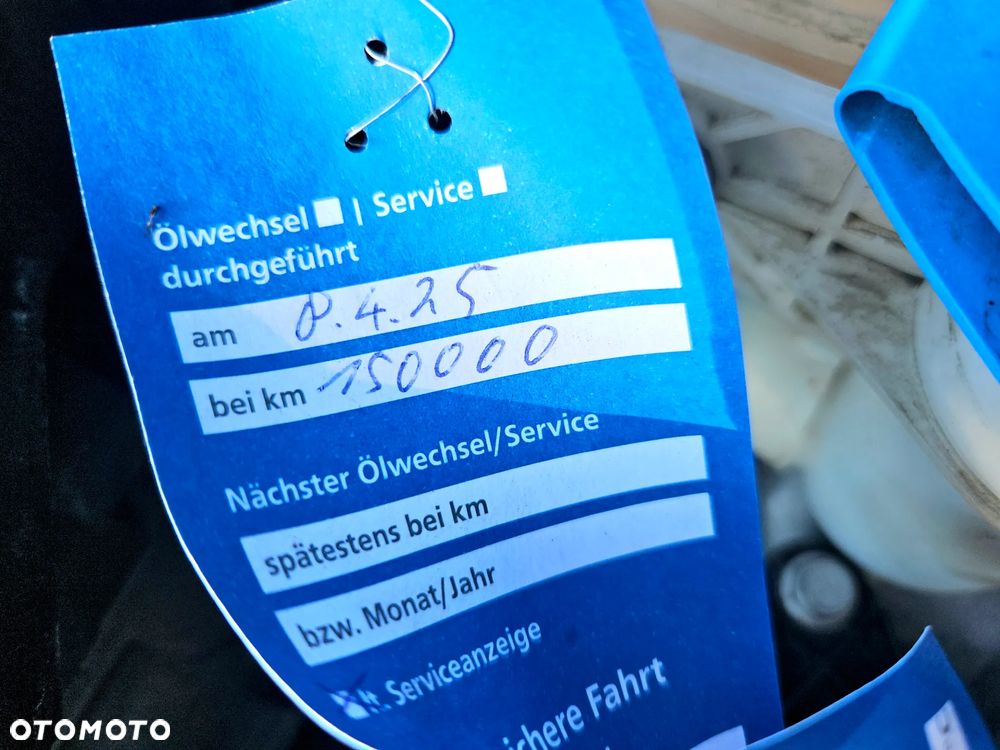 Ölwechsel | Service
durchgeführt
am 8.4.25
bei km 150000
Nächster Ölwechsel/Service
spätestens bei km
bzw. Monat/Jahr
lt. Serviceanzeige
Fahrt
OTOMOTO